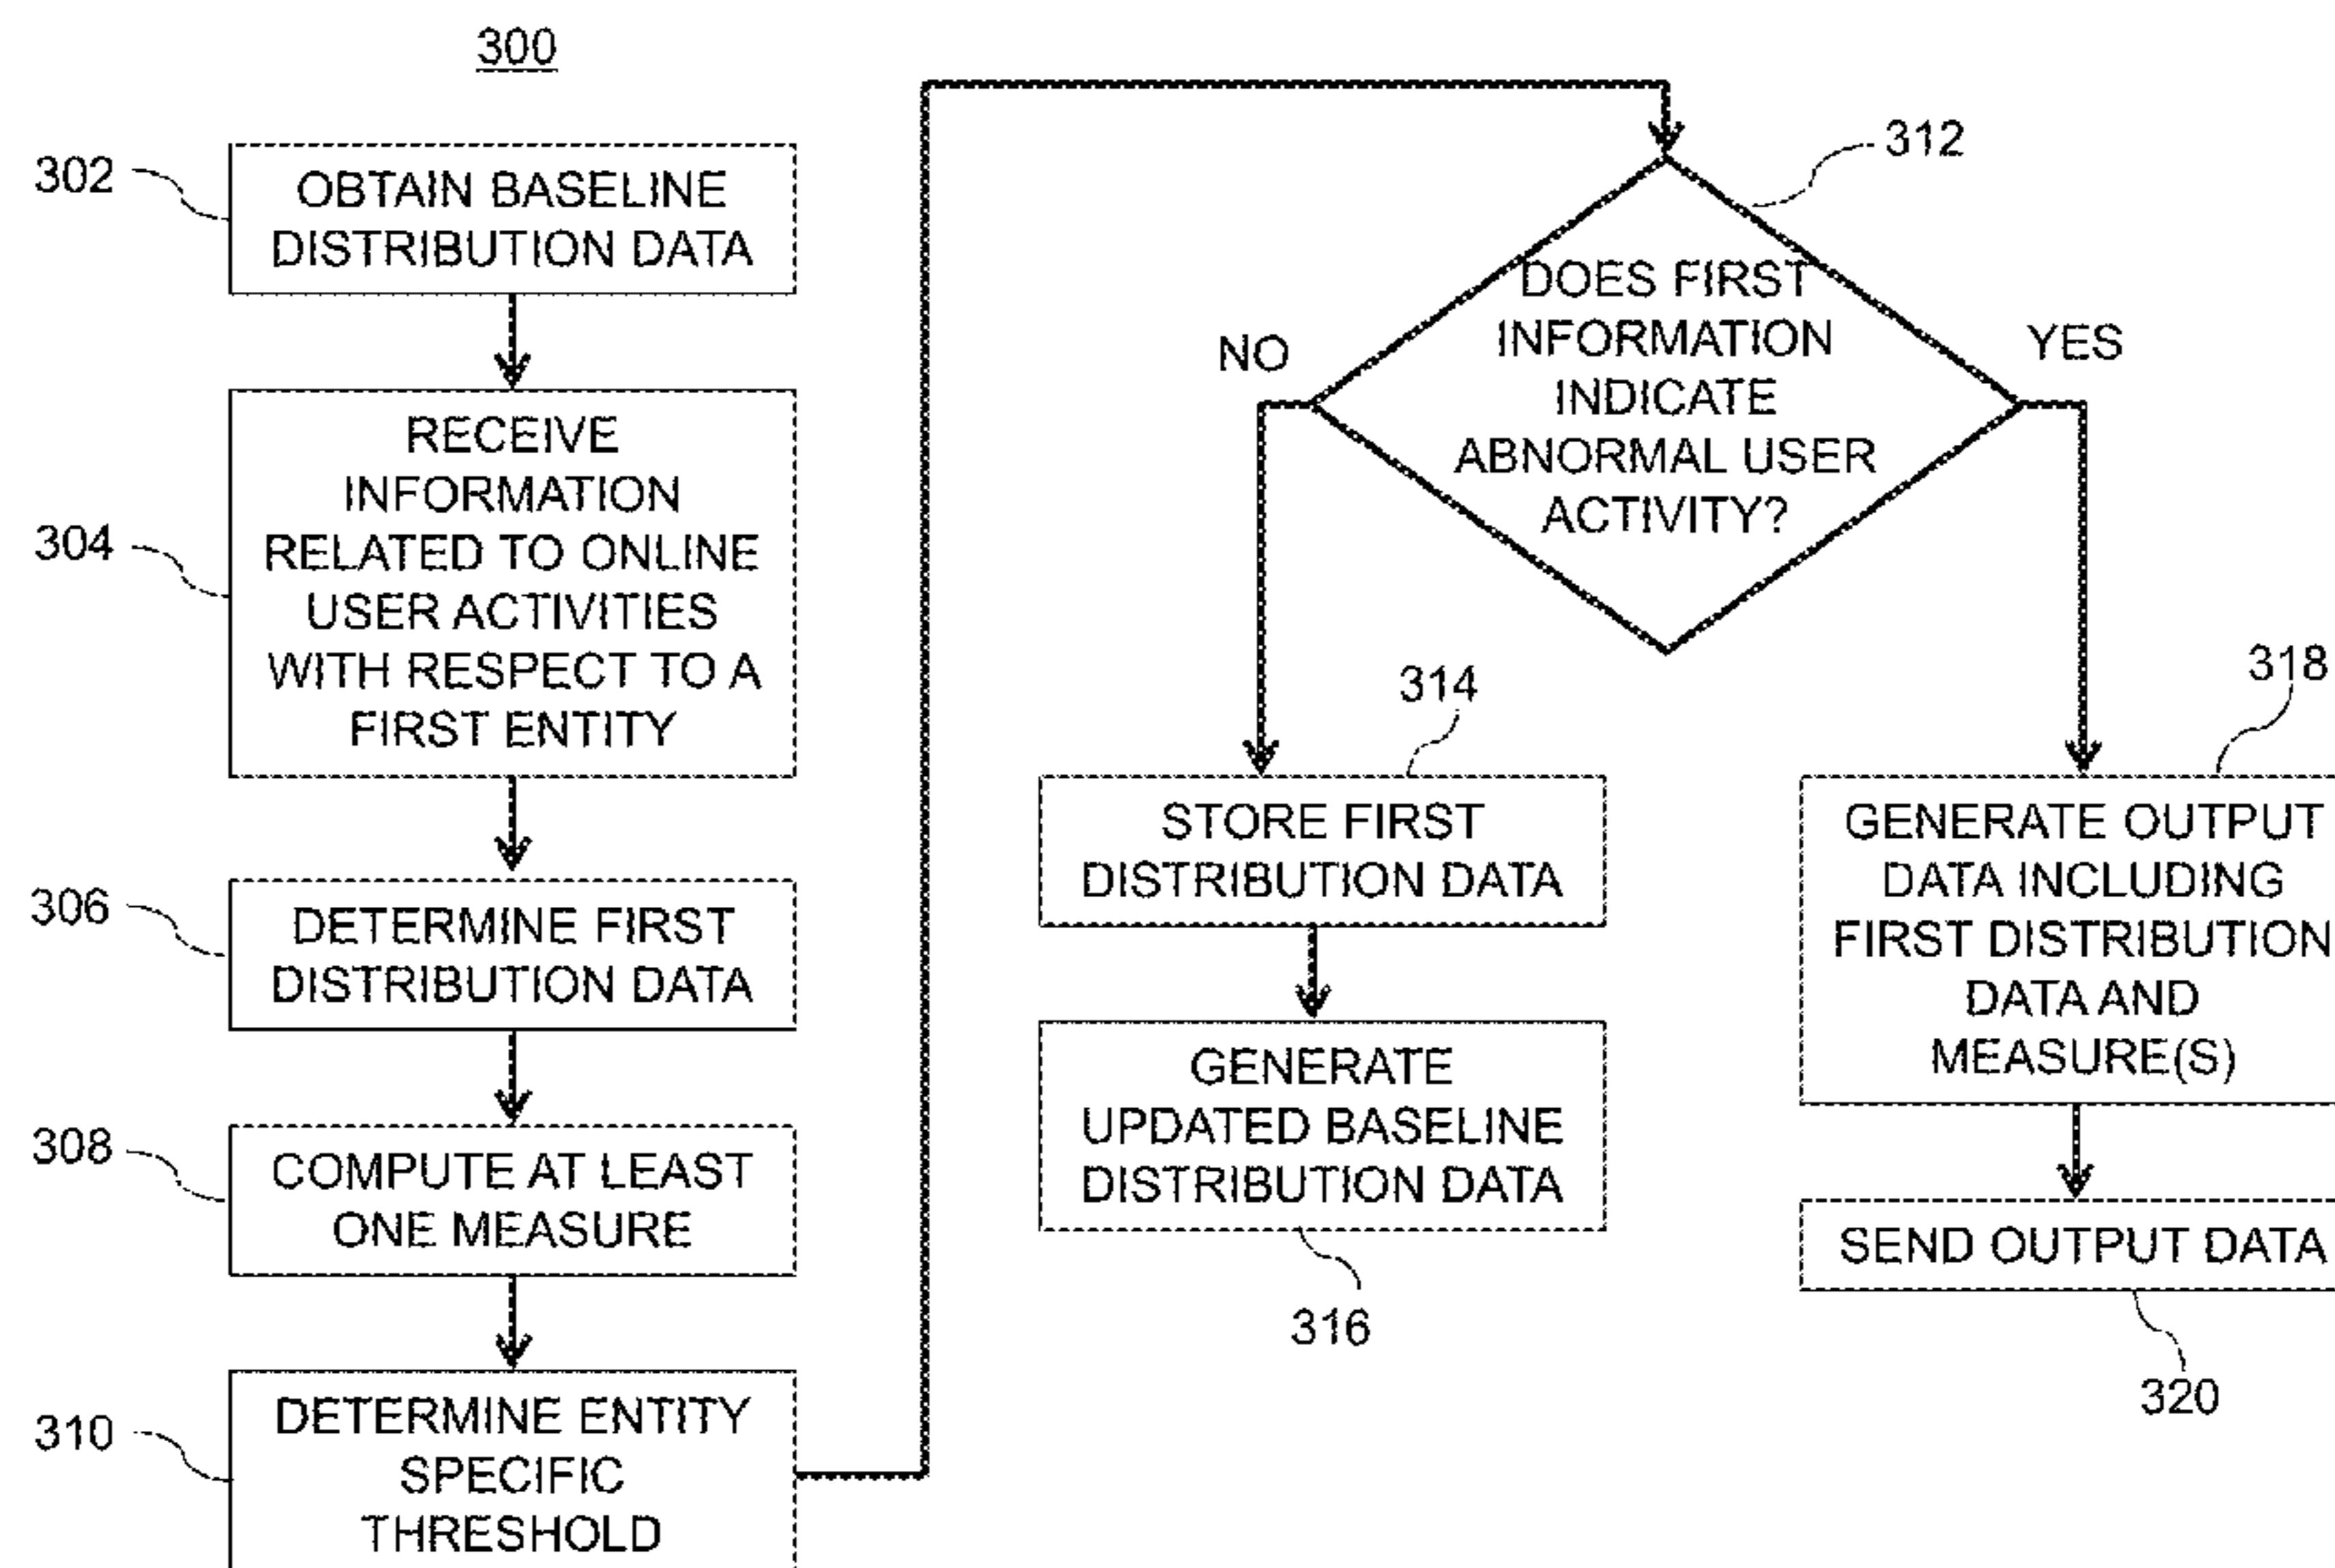 300
302
OBTAIN BASELINE
DISTRIBUTION DATA
304
RECEIVE
INFORMATION
RELATED TO ONLINE
USER ACTIVITIES
WITH RESPECT TO A
FIRST ENTITY
306
DETERMINE FIRST
DISTRIBUTION DATA
308
COMPUTE AT LEAST
ONE MEASURE
310
DETERMINE ENTITY
SPECIFIC
THRESHOLD
312
DOES FIRST
INFORMATION
INDICATE
ABNORMAL USER
ACTIVITY?
NO
YES
314
STORE FIRST
DISTRIBUTION DATA
GENERATE
UPDATED BASELINE
DISTRIBUTION DATA
316
318
GENERATE OUTPUT
DATA INCLUDING
FIRST DISTRIBUTION
DATA AND
MEASURE(S)
SEND OUTPUT DATA
320